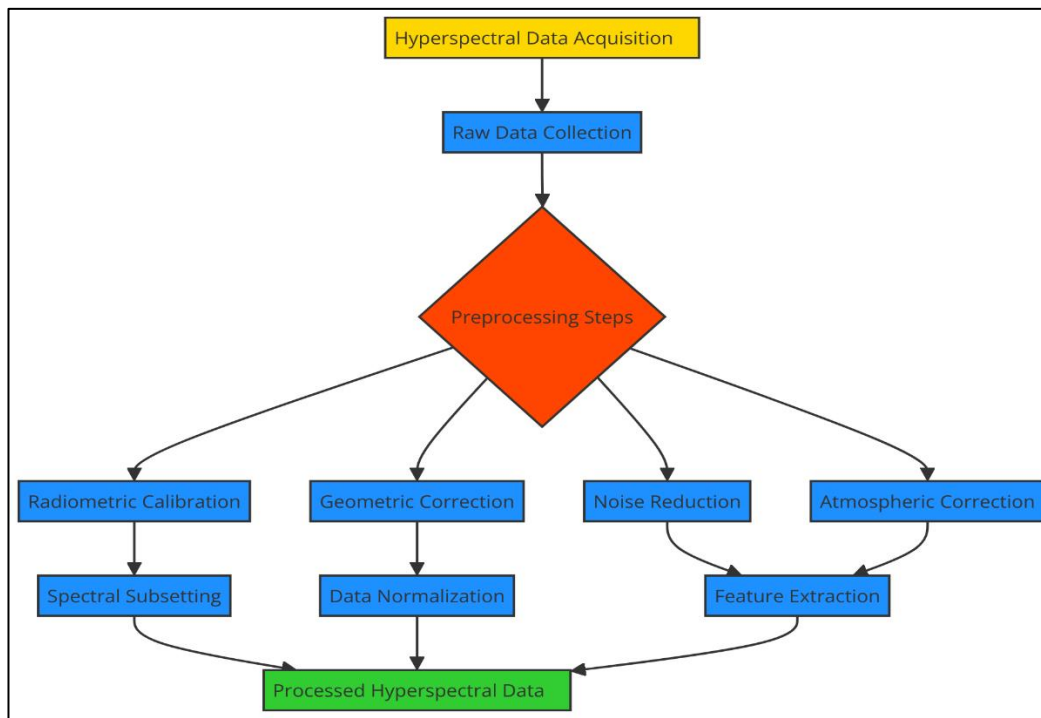 Hyperspectral Data Acquisition
Raw Data Collection
Preprocessing Steps
Radiometric Calibration
Geometric Correction
Noise Reduction
Atmospheric Correction
Spectral Subsetting
Data Normalization
Feature Extraction
Processed Hyperspectral Data